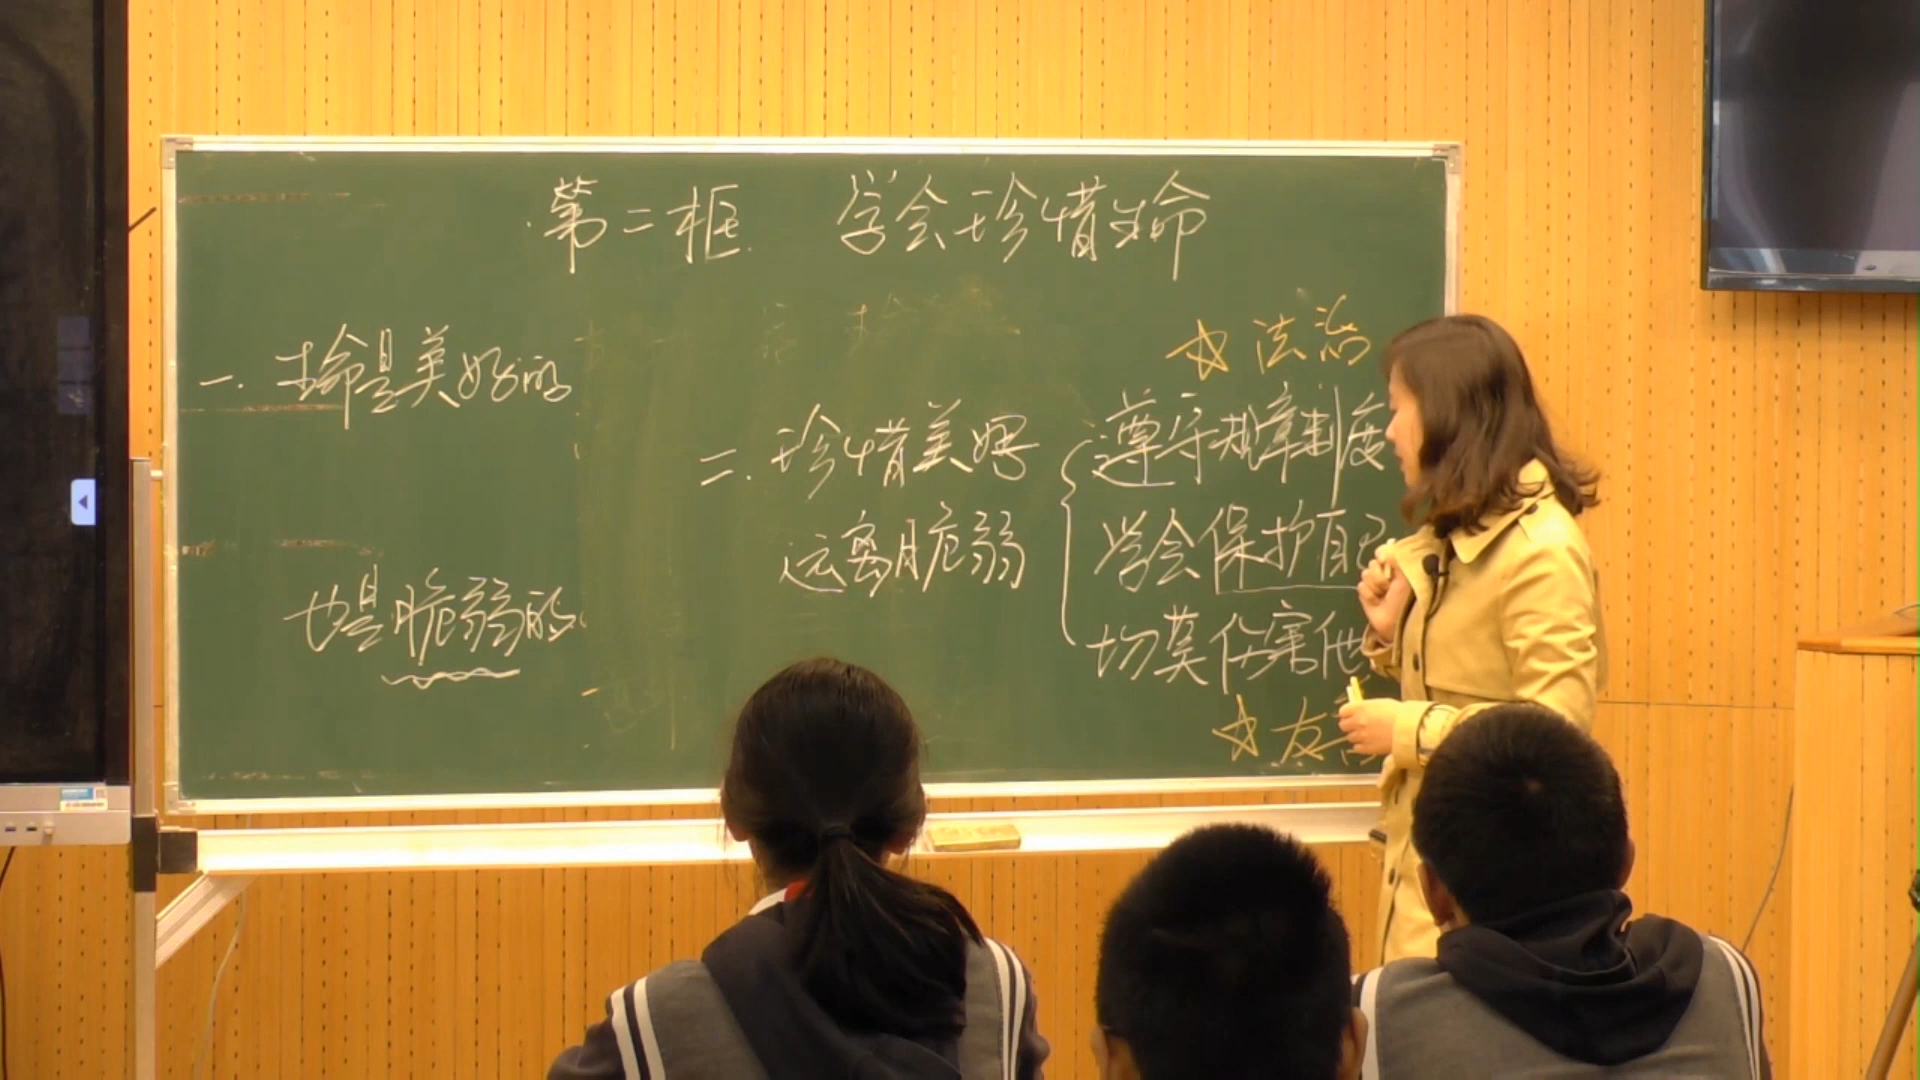 第二框 学会珍惜生命
一. 生命是美好的
也是脆弱的
二. 珍惜美好
远离脆弱
☆ 法治
遵守规章制度
学会保护自己
切莫伤害他
☆ 友